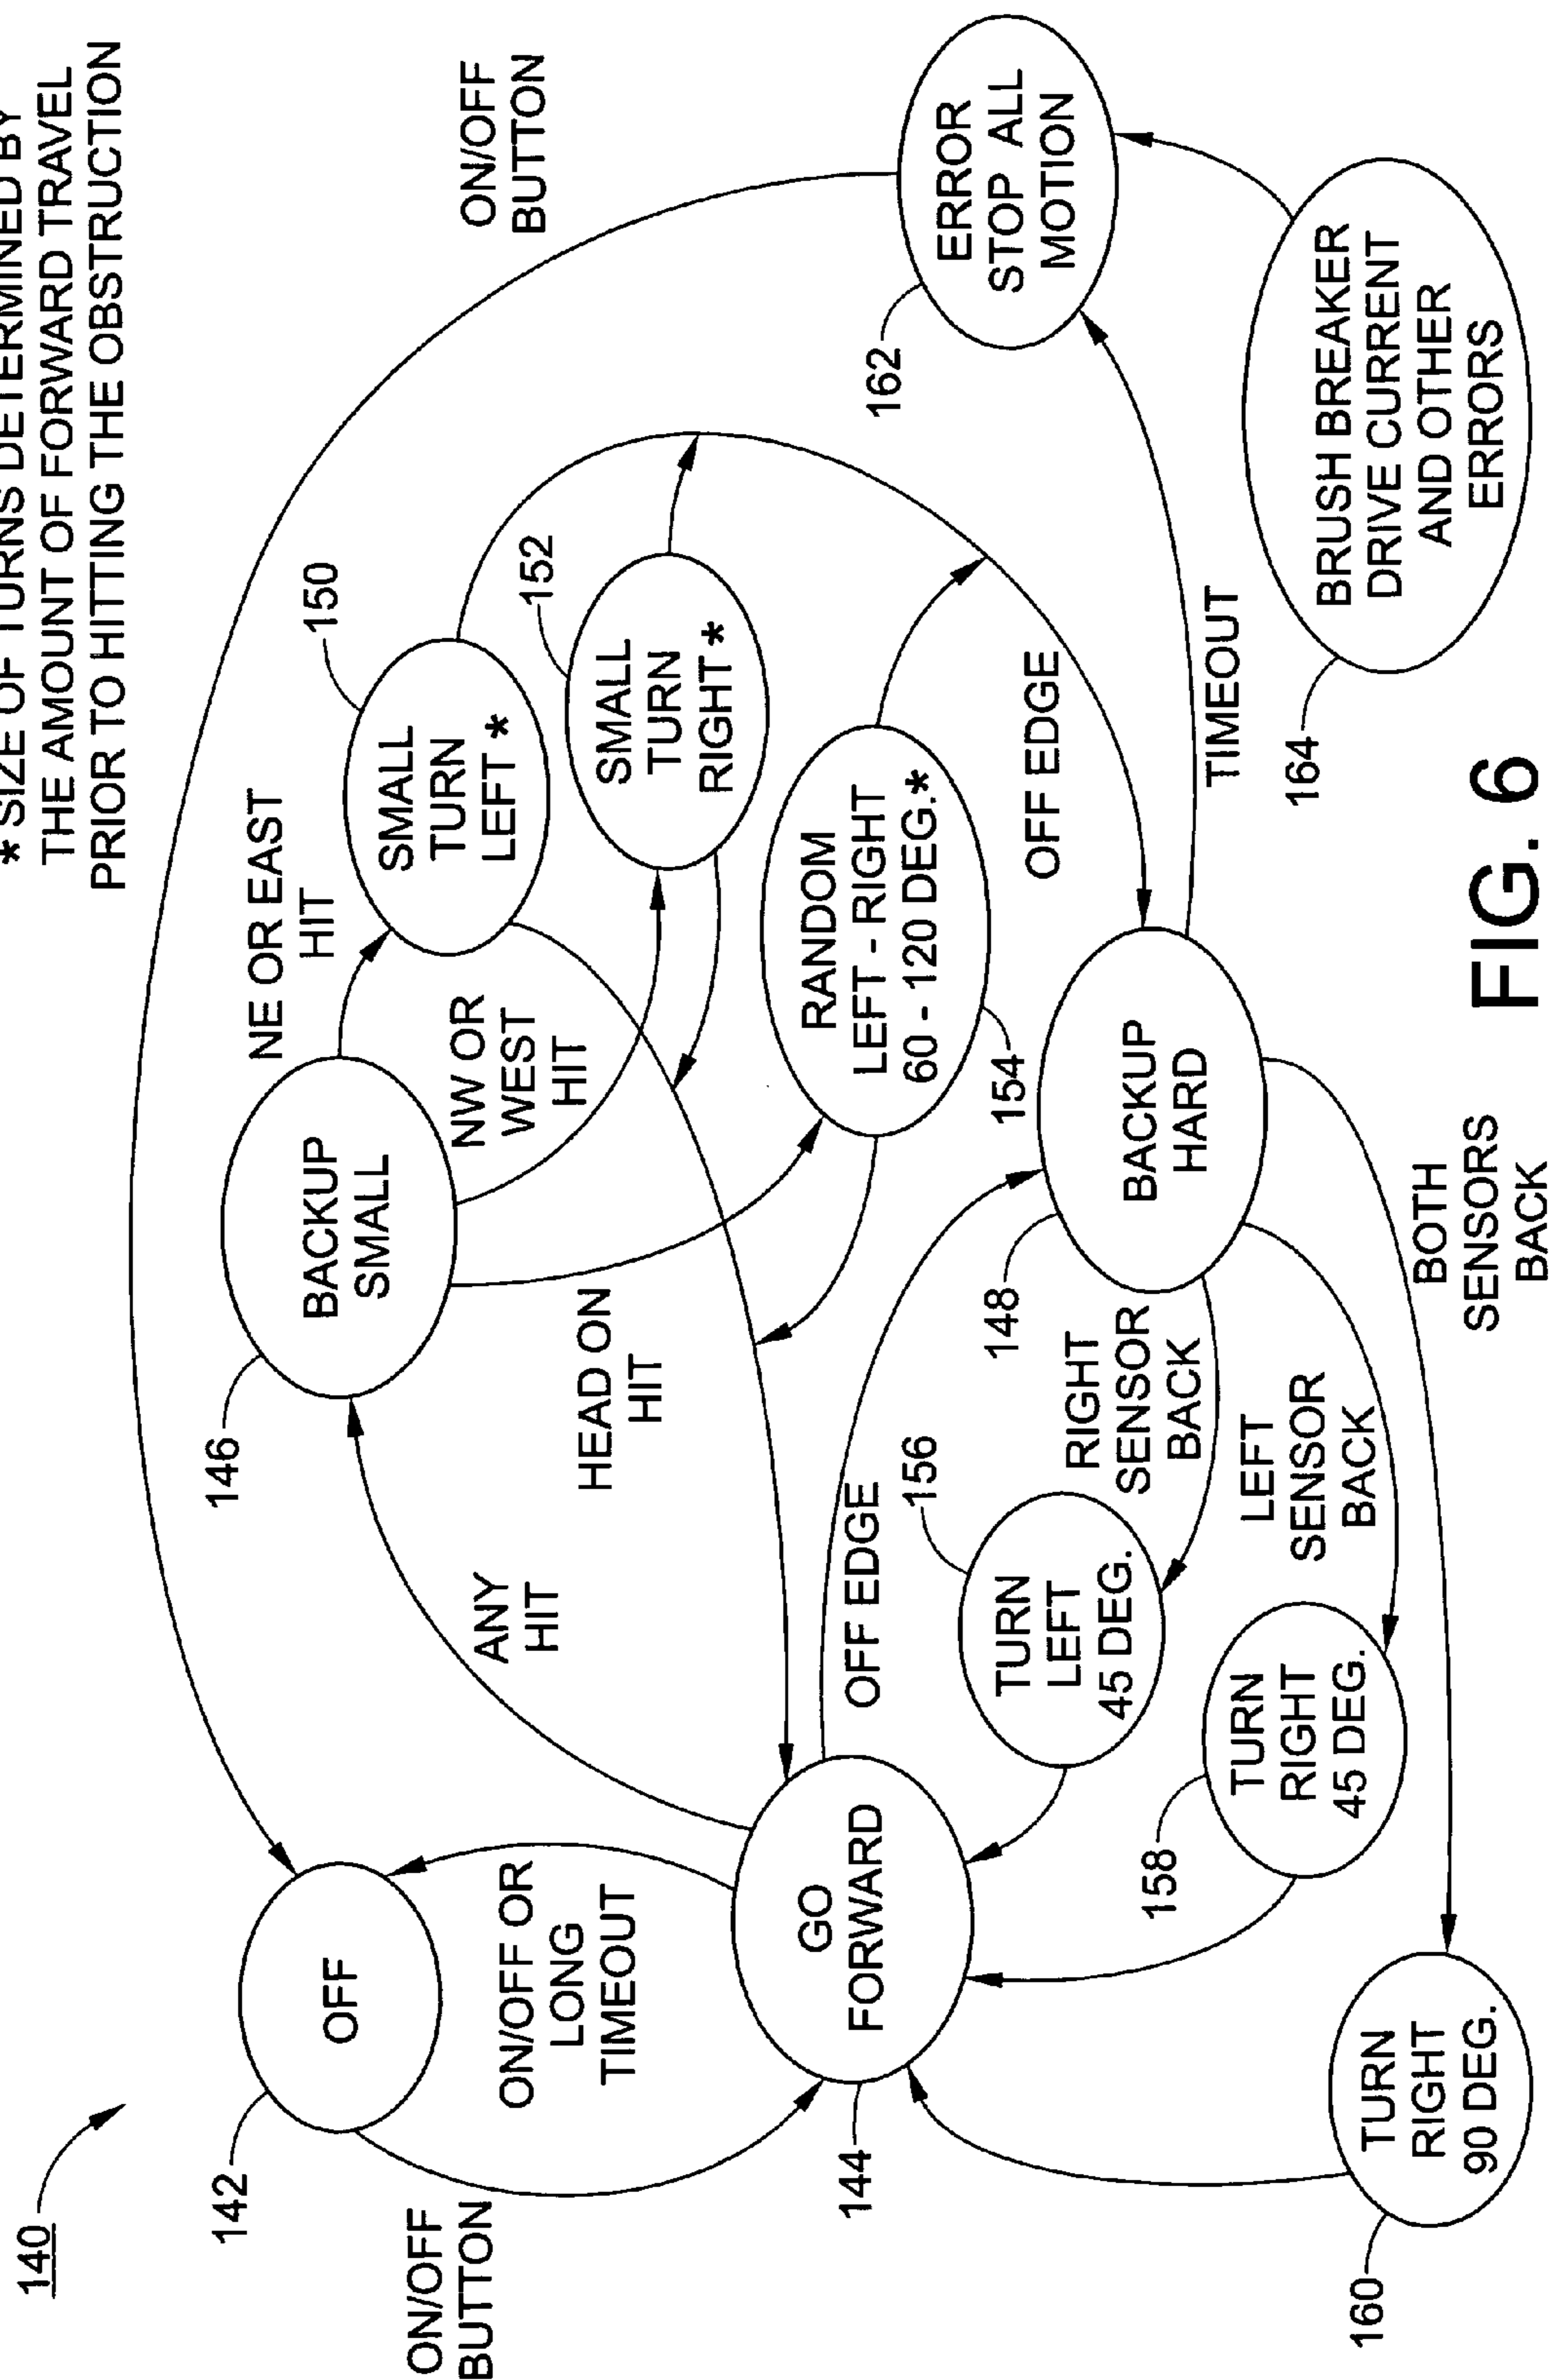 140
* SIZE OF TURNS DETERMINED BY
THE AMOUNT OF FORWARD TRAVEL
PRIOR TO HITTING THE OBSTRUCTION
142
OFF
ON/OFF
BUTTON
ON/OFF OR
LONG
TIMEOUT
144
GO
FORWARD
ANY
HIT
146
BACKUP
SMALL
NE OR EAST
HIT
NW OR
WEST
HIT
HEAD ON
HIT
150
SMALL
TURN
LEFT *
152
SMALL
TURN
RIGHT *
RANDOM
LEFT - RIGHT
60 - 120 DEG. *
154
ON/OFF
BUTTON
162
ERROR
STOP ALL
MOTION
OFF EDGE
OFF EDGE
148
BACKUP
HARD
TIMEOUT
156
TURN
LEFT
45 DEG.
RIGHT
SENSOR
BACK
158
TURN
RIGHT
45 DEG.
LEFT
SENSOR
BACK
160
TURN
RIGHT
90 DEG.
BOTH
SENSORS
BACK
164
BRUSH BREAKER
DRIVE CURRENT
AND OTHER
ERRORS
FIG. 6